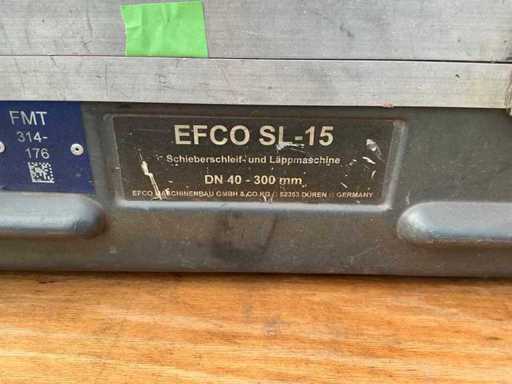 FMT
314-
176
EFCO SL-15
Schieberschleif- und Läppmaschine
DN 40 - 300 mm
EFCO MASCHINENBAU GMBH & CO KG // 52353 DÜREN // GERMANY